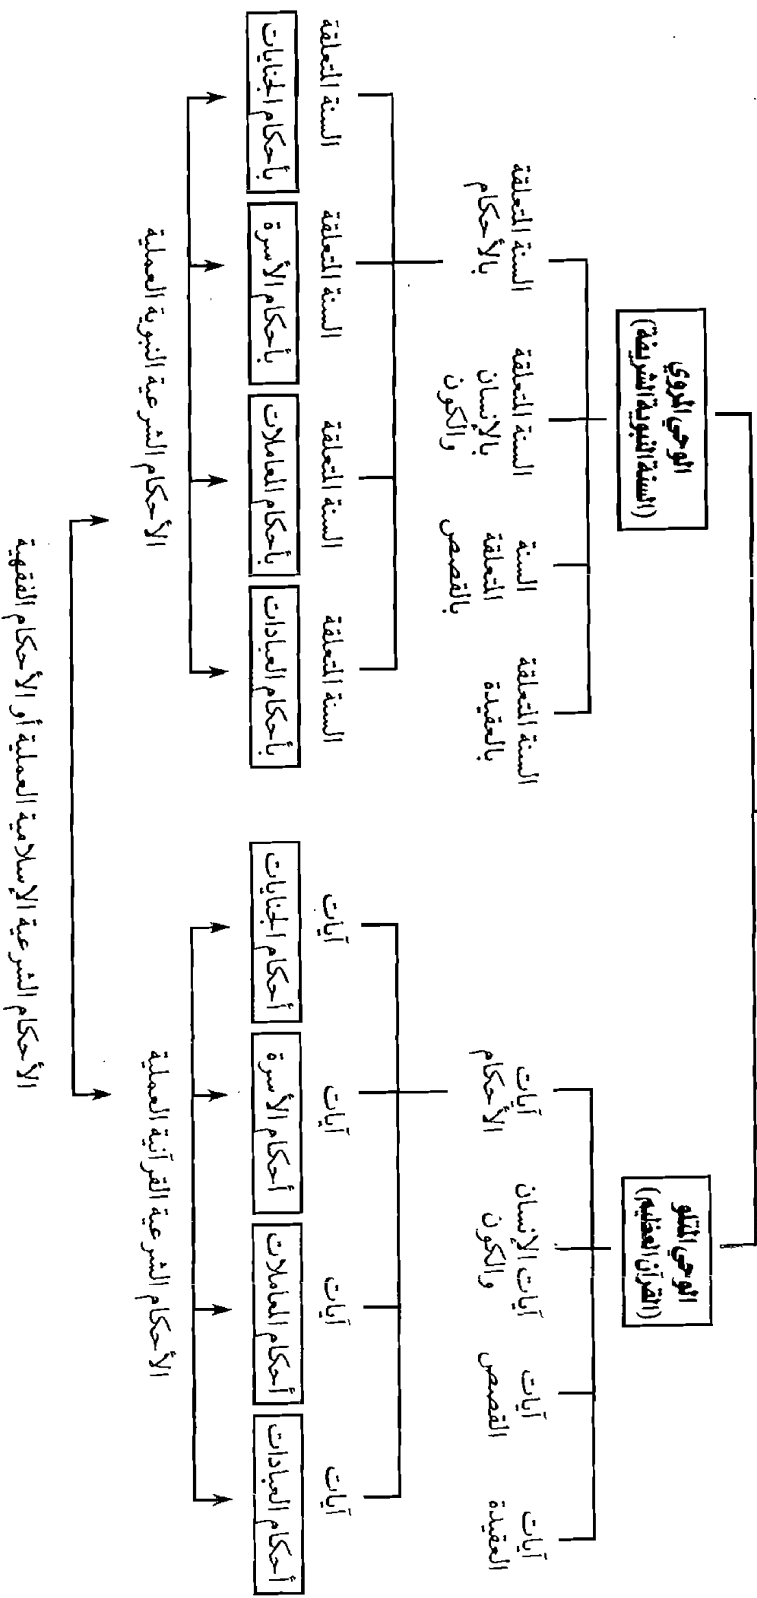 الوحي المتلو
(القرآن العظيم)
الوحي المروي
(السنة النبوية الشريفة)
آيات
العقيدة
آيات
القصص
آيات الإنسان
والكون
آيات
الأحكام
السنة المتعلقة
بالعقيدة
السنة
المتعلقة
بالقصص
السنة المتعلقة
بالإنسان
والكون
السنة المتعلقة
بالأحكام
آيات
أحكام العبادات
آيات
أحكام المعاملات
آيات
أحكام الأسرة
آيات
أحكام الجنايات
السنة المتعلقة
بأحكام العبادات
السنة المتعلقة
بأحكام المعاملات
السنة المتعلقة
بأحكام الأسرة
السنة المتعلقة
بأحكام الجنايات
الأحكام الشرعية القرآنية العملية
الأحكام الشرعية النبوية العملية
الأحكام الشرعية الإسلامية العملية أو الأحكام الفقهية